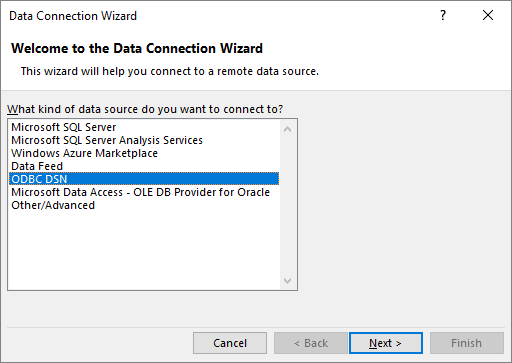 Data Connection Wizard
?
Welcome to the Data Connection Wizard
This wizard will help you connect to a remote data source.
What kind of data source do you want to connect to?
Microsoft SQL Server
Microsoft SQL Server Analysis Services
Windows Azure Marketplace
Data Feed
ODBC DSN
Microsoft Data Access - OLE DB Provider for Oracle
Other/Advanced
Cancel < Back Next > Finish